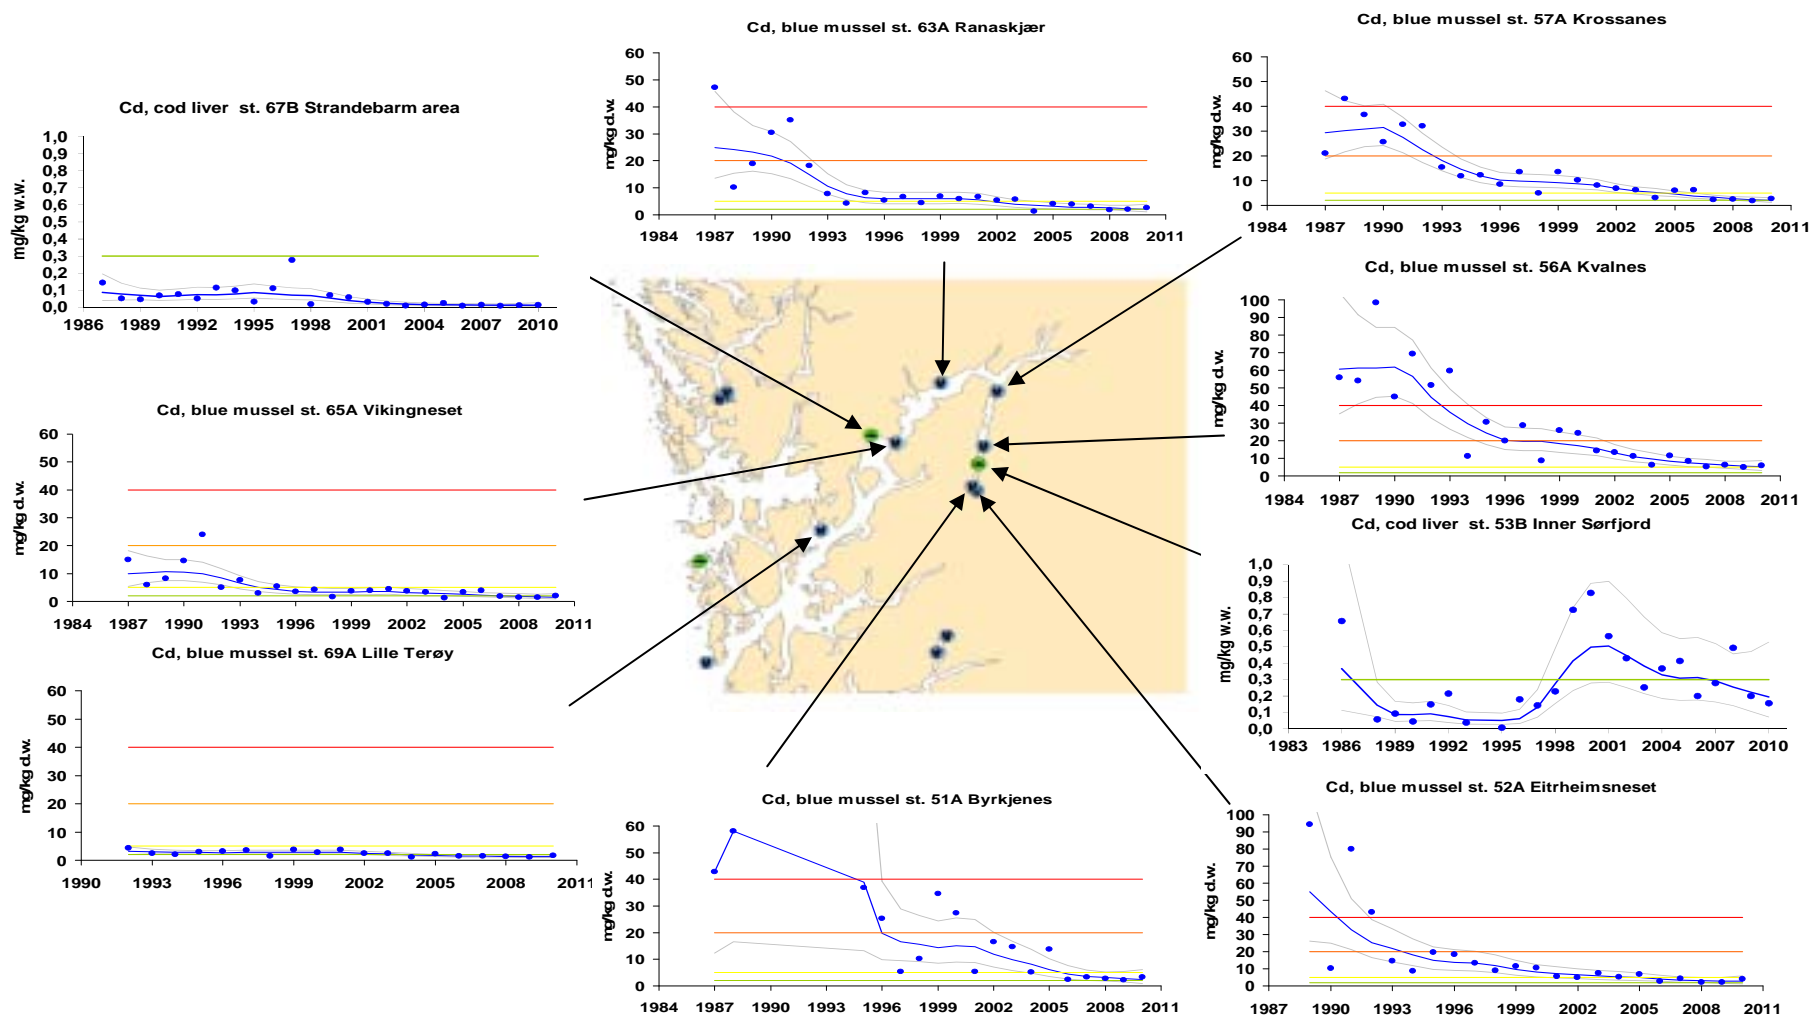 Cd, blue mussel st. 63A Ranaskjær
60
50
40
30
20
10
0
mg/kg d.w.
1984 1987 1990 1993 1996 1999 2002 2005 2008 2011
Cd, blue mussel st. 57A Krossanes
60
50
40
30
20
10
0
mg/kg d.w.
1984 1987 1990 1993 1996 1999 2002 2005 2008 2011
Cd, cod liver st. 67B Strandebarm area
1,0
0,9
0,8
0,7
0,6
0,5
0,4
0,3
0,2
0,1
0,0
mg/kg w.w.
1986 1989 1992 1995 1998 2001 2004 2007 2010
Cd, blue mussel st. 56A Kvalnes
100
90
80
70
60
50
40
30
20
10
0
mg/kg d.w.
1984 1987 1990 1993 1996 1999 2002 2005 2008 2011
Cd, blue mussel st. 65A Vikingneset
60
50
40
30
20
10
0
mg/kg d.w.
1984 1987 1990 1993 1996 1999 2002 2005 2008 2011
Cd, cod liver st. 53B Inner Sørfjord
1,0
0,9
0,8
0,7
0,6
0,5
0,4
0,3
0,2
0,1
0,0
mg/kg w.w.
1983 1986 1989 1992 1995 1998 2001 2004 2007 2010
Cd, blue mussel st. 69A Lille Terøy
60
50
40
30
20
10
0
mg/kg d.w.
1990 1993 1996 1999 2002 2005 2008 2011
Cd, blue mussel st. 51A Byrkjenes
60
50
40
30
20
10
0
mg/kg d.w.
1984 1987 1990 1993 1996 1999 2002 2005 2008 2011
Cd, blue mussel st. 52A Eitrheimsneset
100
90
80
70
60
50
40
30
20
10
0
mg/kg d.w.
1987 1990 1993 1996 1999 2002 2005 2008 2011